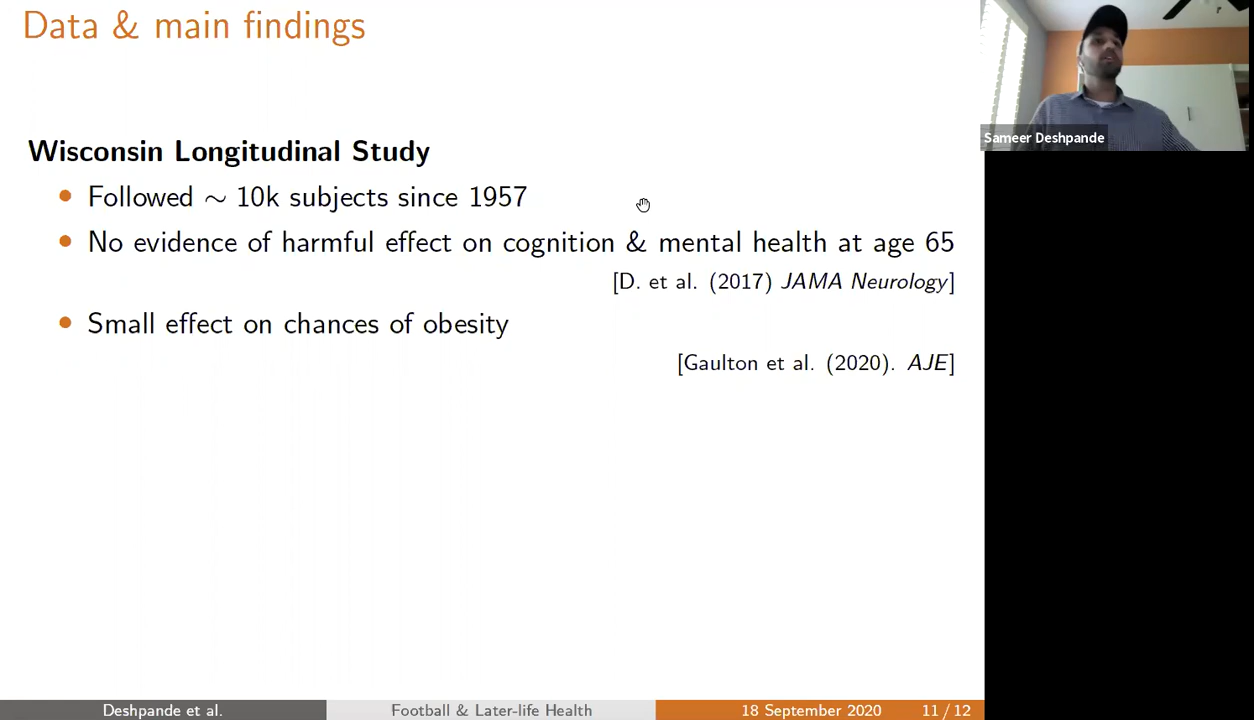 Data & main findings
Sameer Deshpande
Wisconsin Longitudinal Study
Followed ∼ 10k subjects since 1957
No evidence of harmful effect on cognition & mental health at age 65
[D. et al. (2017) JAMA Neurology]
Small effect on chances of obesity
[Gaulton et al. (2020). AJE]
Deshpande et al.
Football & Later-life Health
18 September 2020
11 / 12